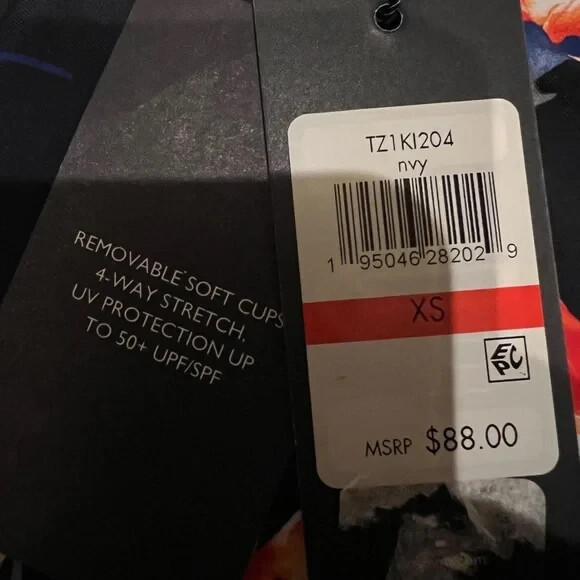 REMOVABLE SOFT CUPS
4-WAY STRETCH,
UV PROTECTION UP
TO 50+ UPF/SPF
TZ1KI204
nvy
1 95046 28202 9
XS
EPC
MSRP $88.00